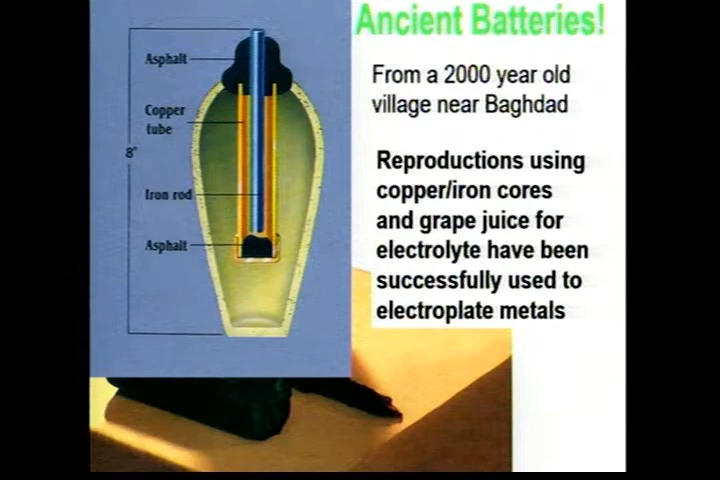 Ancient Batteries!
From a 2000 year old
village near Baghdad
Reproductions using
copper/iron cores
and grape juice for
electrolyte have been
successfully used to
electroplate metals
Asphalt
Copper
tube
8"
Iron rod
Asphalt